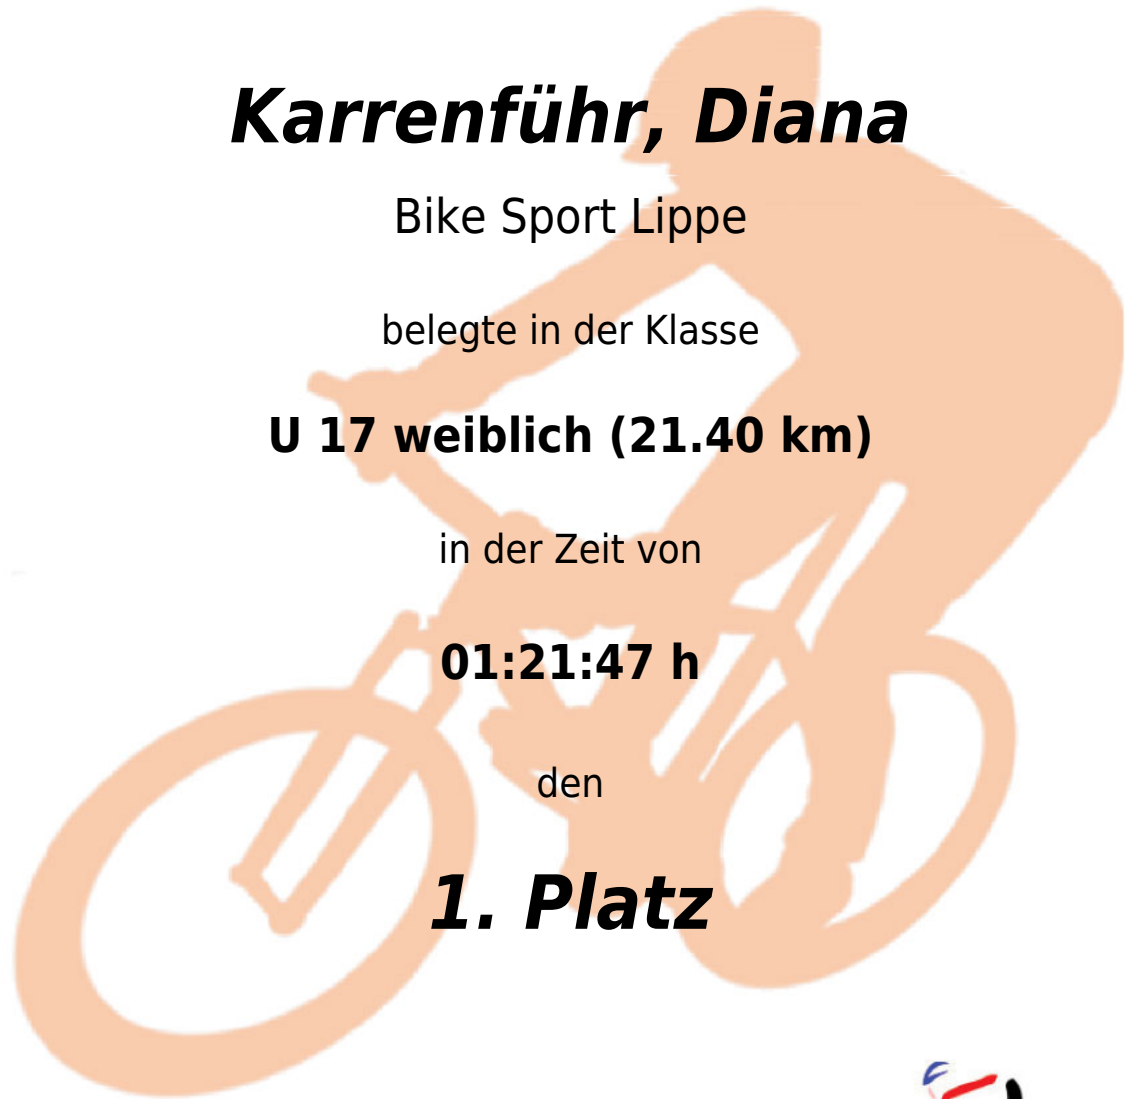 Karrenführ, Diana
Bike Sport Lippe
belegte in der Klasse
U 17 weiblich (21.40 km)
in der Zeit von
01:21:47 h
den
1. Platz